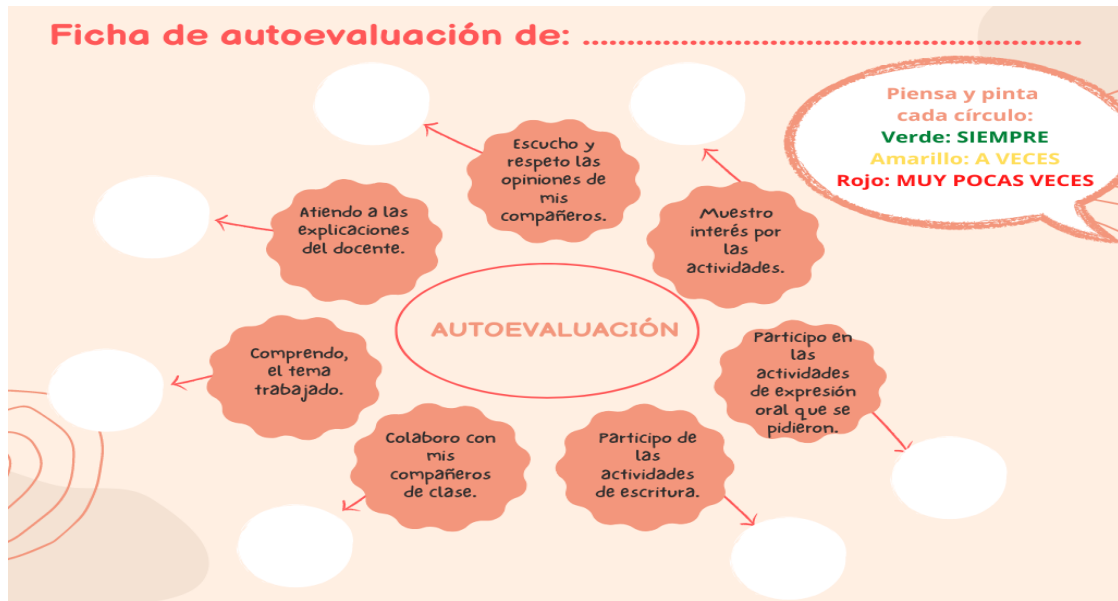 Ficha de autoevaluación de: ........................................................
Piensa y pinta
cada círculo:
Verde: SIEMPRE
Amarillo: A VECES
Rojo: MUY POCAS VECES
Escucho y
respeto las
opiniones de
mis
compañeros.
Muestro
interés por
las
actividades.
Atiendo a las
explicaciones
del docente.
AUTOEVALUACIÓN
Participo en
las
actividades
de expresión
oral que se
pidieron.
Comprendo,
el tema
trabajado.
Colaboro con
mis
compañeros
de clase.
Participo de
las
actividades
de escritura.